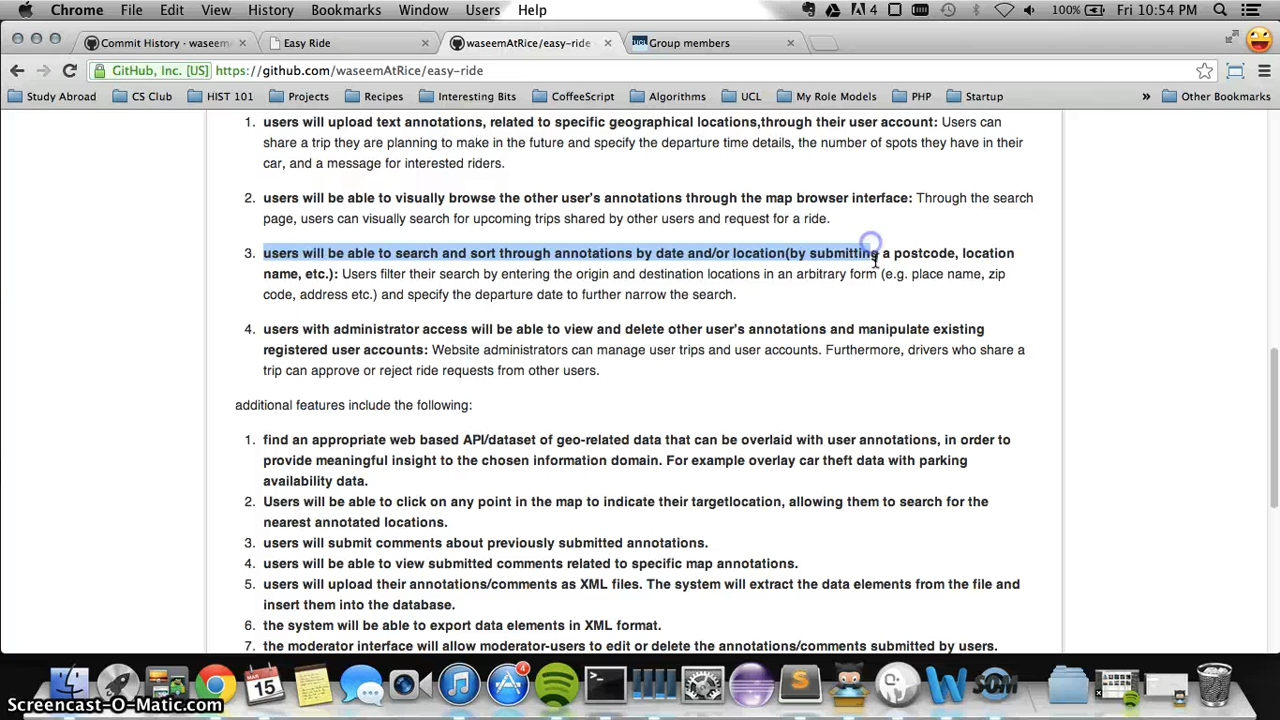 Chrome File Edit View History Bookmarks Window Users Help 4 100% Fri 10:54 PM
Commit History · waseem Easy Ride waseemAtRice/easy-ride UCL Group members
GitHub, Inc. [US] https://github.com/waseemAtRice/easy-ride
Study Abroad CS Club HIST 101 Projects Recipes Interesting Bits CoffeeScript Algorithms UCL My Role Models PHP Startup » Other Bookmarks
1. users will upload text annotations, related to specific geographical locations,through their user account: Users can
share a trip they are planning to make in the future and specify the departure time details, the number of spots they have in their
car, and a message for interested riders.
2. users will be able to visually browse the other user's annotations through the map browser interface: Through the search
page, users can visually search for upcoming trips shared by other users and request for a ride.
3. users will be able to search and sort through annotations by date and/or location(by submitting a postcode, location
name, etc.): Users filter their search by entering the origin and destination locations in an arbitrary form (e.g. place name, zip
code, address etc.) and specify the departure date to further narrow the search.
4. users with administrator access will be able to view and delete other user's annotations and manipulate existing
registered user accounts: Website administrators can manage user trips and user accounts. Furthermore, drivers who share a
trip can approve or reject ride requests from other users.
additional features include the following:
1. find an appropriate web based API/dataset of geo-related data that can be overlaid with user annotations, in order to
provide meaningful insight to the chosen information domain. For example overlay car theft data with parking
availability data.
2. Users will be able to click on any point in the map to indicate their targetlocation, allowing them to search for the
nearest annotated locations.
3. users will submit comments about previously submitted annotations.
4. users will be able to view submitted comments related to specific map annotations.
5. users will upload their annotations/comments as XML files. The system will extract the data elements from the file and
insert them into the database.
6. the system will be able to export data elements in XML format.
7. the moderator interface will allow moderator-users to edit or delete the annotations/comments submitted by users.
MAR 15 4 S W SOM
Screencast-O-Matic.com